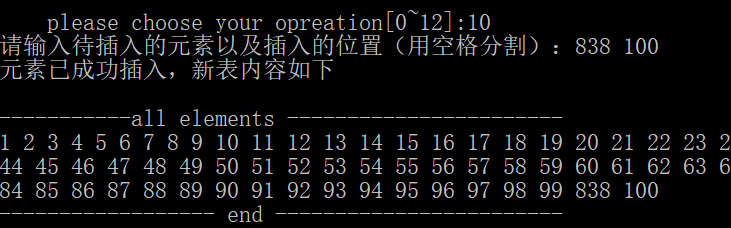 please choose your opreation[0~12]:10
请输入待插入的元素以及插入的位置（用空格分割）：838 100
元素已成功插入，新表内容如下
-----------all elements -----------------------
1 2 3 4 5 6 7 8 9 10 11 12 13 14 15 16 17 18 19 20 21 22 23
44 45 46 47 48 49 50 51 52 53 54 55 56 57 58 59 60 61 62 63
84 85 86 87 88 89 90 91 92 93 94 95 96 97 98 99 838 100
------------------ end ------------------------